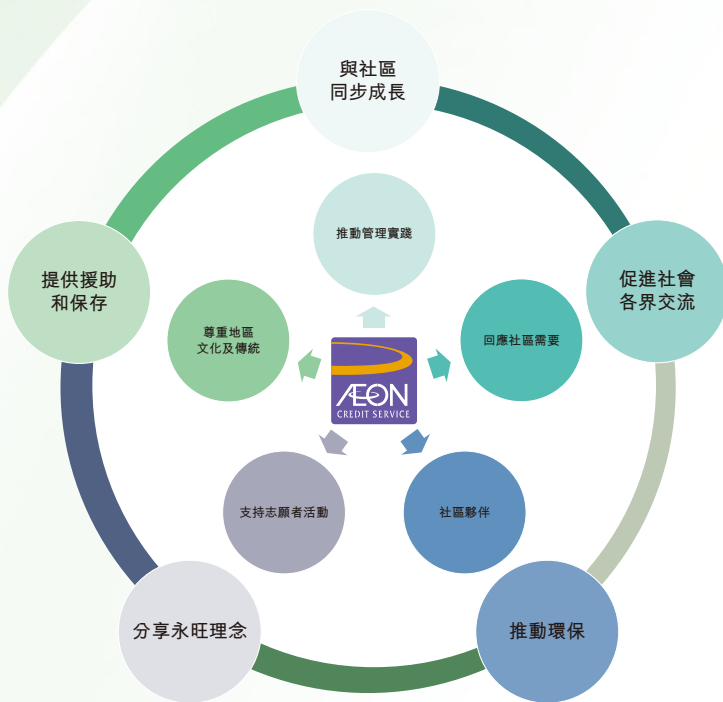 與社區
同步成長
推動管理實踐
提供援助
和保存
促進社會
各界交流
尊重地區
文化及傳統
回應社區需要
ÆON
CREDIT SERVICE
支持志願者活動
社區夥伴
分享永旺理念
推動環保